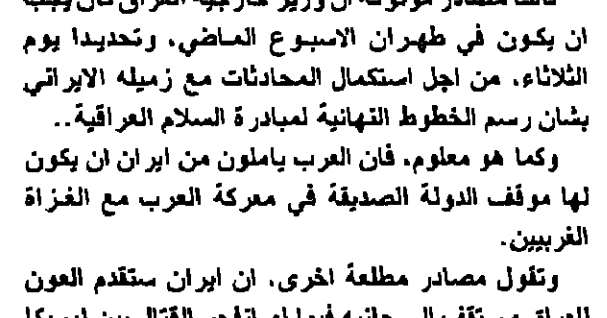 ان يكون في طهران الاسبوع الماضي، وتحديدا يوم
الثلاثاء، من اجل استكمال المحادثات مع زميله الايراني
بشان رسم الخطوط النهائية لمبادرة السلام العراقية..
وكما هو معلوم، فان العرب ياملون من ايران ان يكون
لها موقف الدولة الصديقة في معركة العرب مع الغزاة
الغربيين.
وتقول مصادر مطلعة اخرى، ان ايران ستقدم العون